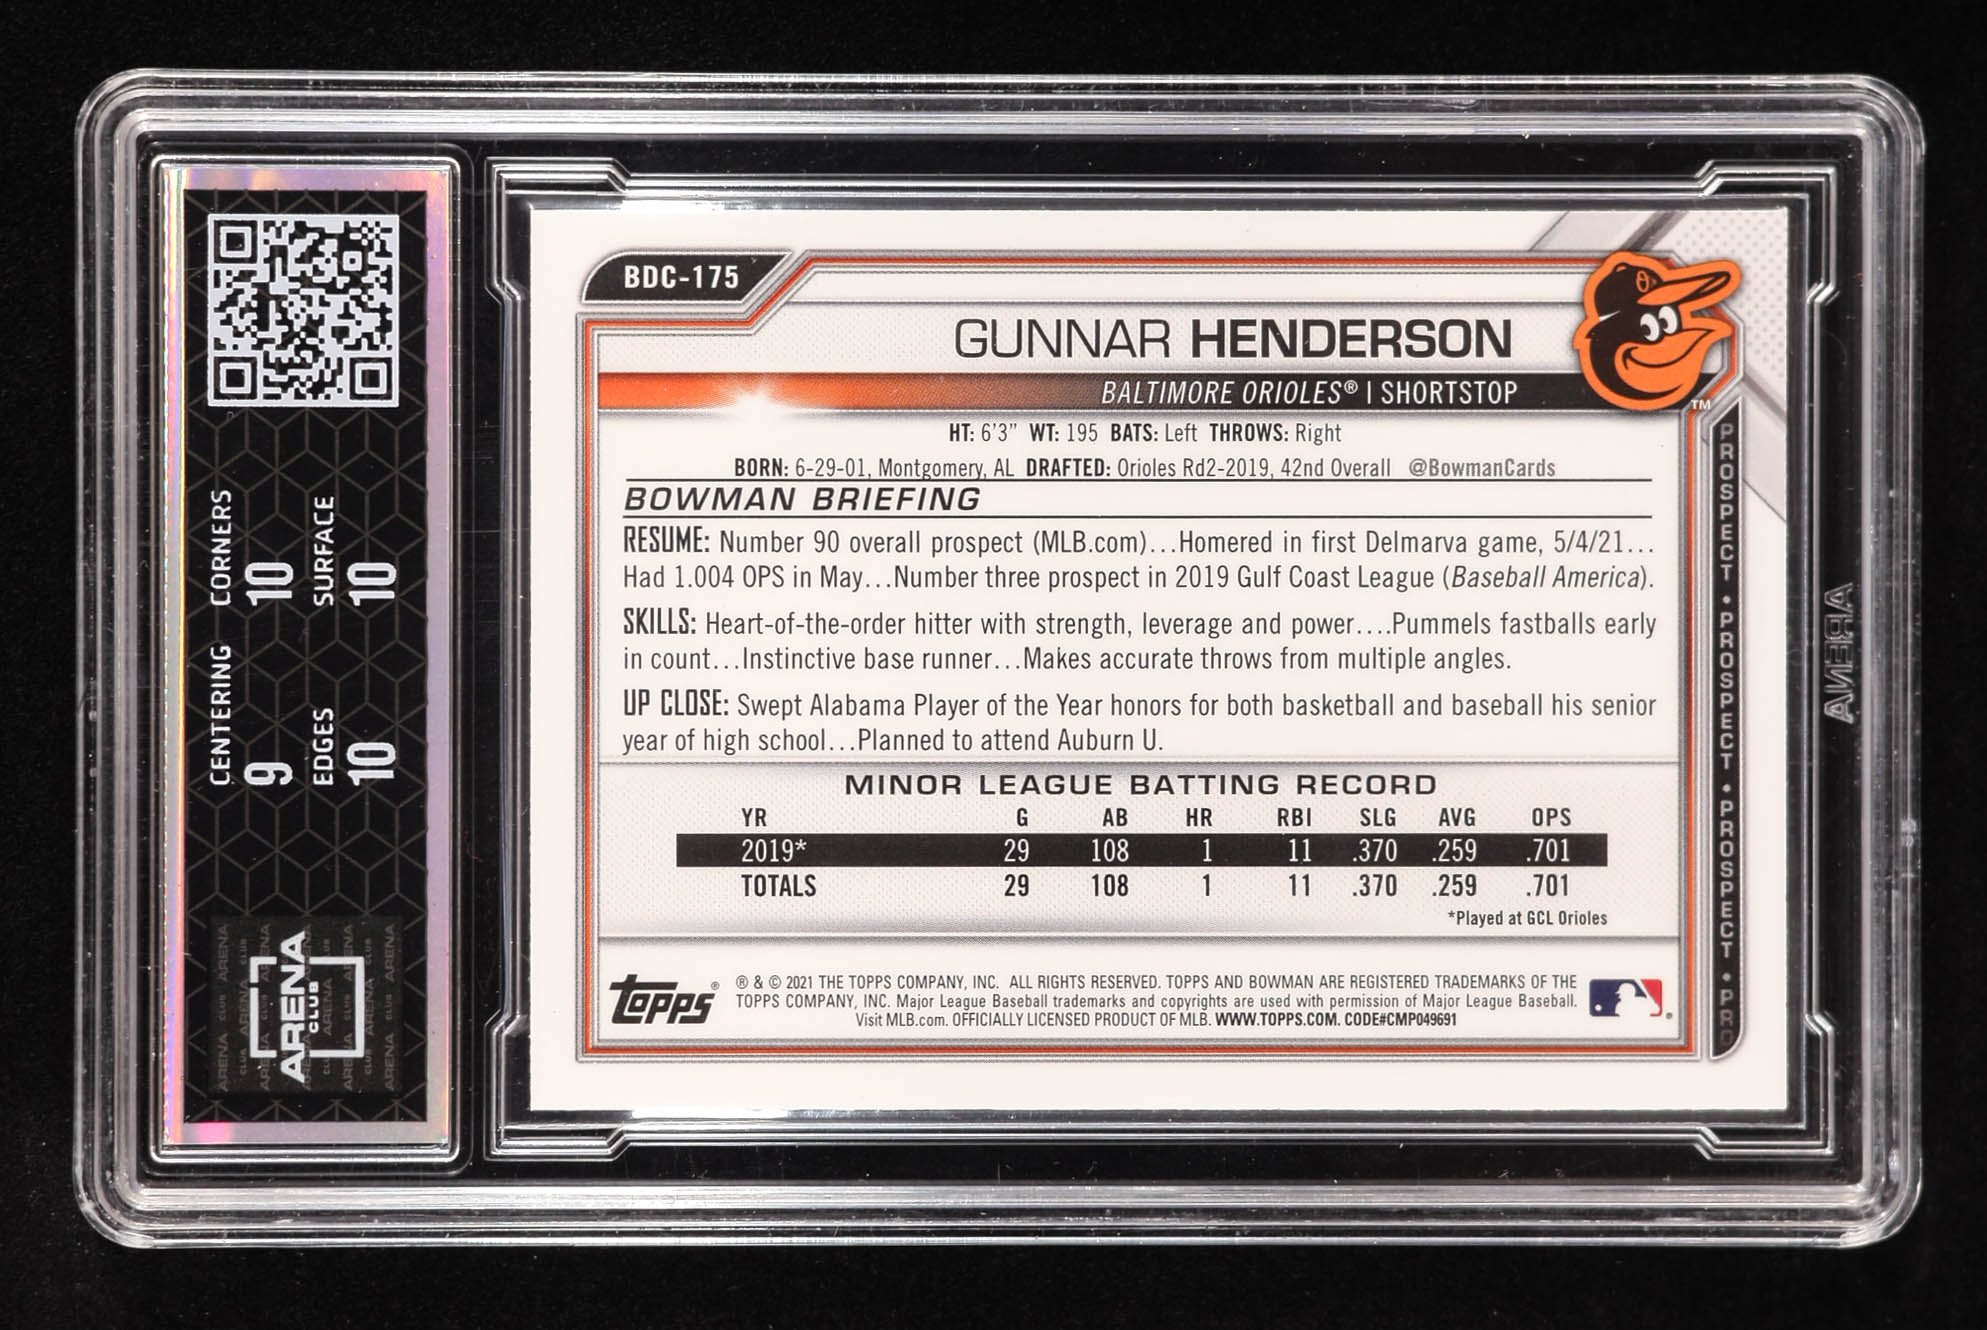 CENTERING
9
CORNERS
10
EDGES
10
SURFACE
10
ARENA
CLUB
BDC-175
GUNNAR HENDERSON
BALTIMORE ORIOLES® | SHORTSTOP
TM
HT: 6'3" WT: 195 BATS: Left THROWS: Right
BORN: 6-29-01, Montgomery, AL DRAFTED: Orioles Rd2-2019, 42nd Overall @BowmanCards
BOWMAN BRIEFING
RESUME: Number 90 overall prospect (MLB.com)...Homered in first Delmarva game, 5/4/21...
Had 1.004 OPS in May...Number three prospect in 2019 Gulf Coast League (Baseball America).
SKILLS: Heart-of-the-order hitter with strength, leverage and power....Pummels fastballs early
in count...Instinctive base runner...Makes accurate throws from multiple angles.
UP CLOSE: Swept Alabama Player of the Year honors for both basketball and baseball his senior
year of high school...Planned to attend Auburn U.
MINOR LEAGUE BATTING RECORD
YR G AB HR RBI SLG AVG OPS
2019* 29 108 1 11 .370 .259 .701
TOTALS 29 108 1 11 .370 .259 .701
*Played at GCL Orioles
Topps®
® & © 2021 THE TOPPS COMPANY, INC. ALL RIGHTS RESERVED. TOPPS AND BOWMAN ARE REGISTERED TRADEMARKS OF THE
TOPPS COMPANY, INC. Major League Baseball trademarks and copyrights are used with permission of Major League Baseball.
Visit MLB.com. OFFICIALLY LICENSED PRODUCT OF MLB. WWW.TOPPS.COM. CODE#CMP049691
PROSPECT • PROSPECT • PROSPECT • PRO
ARENA